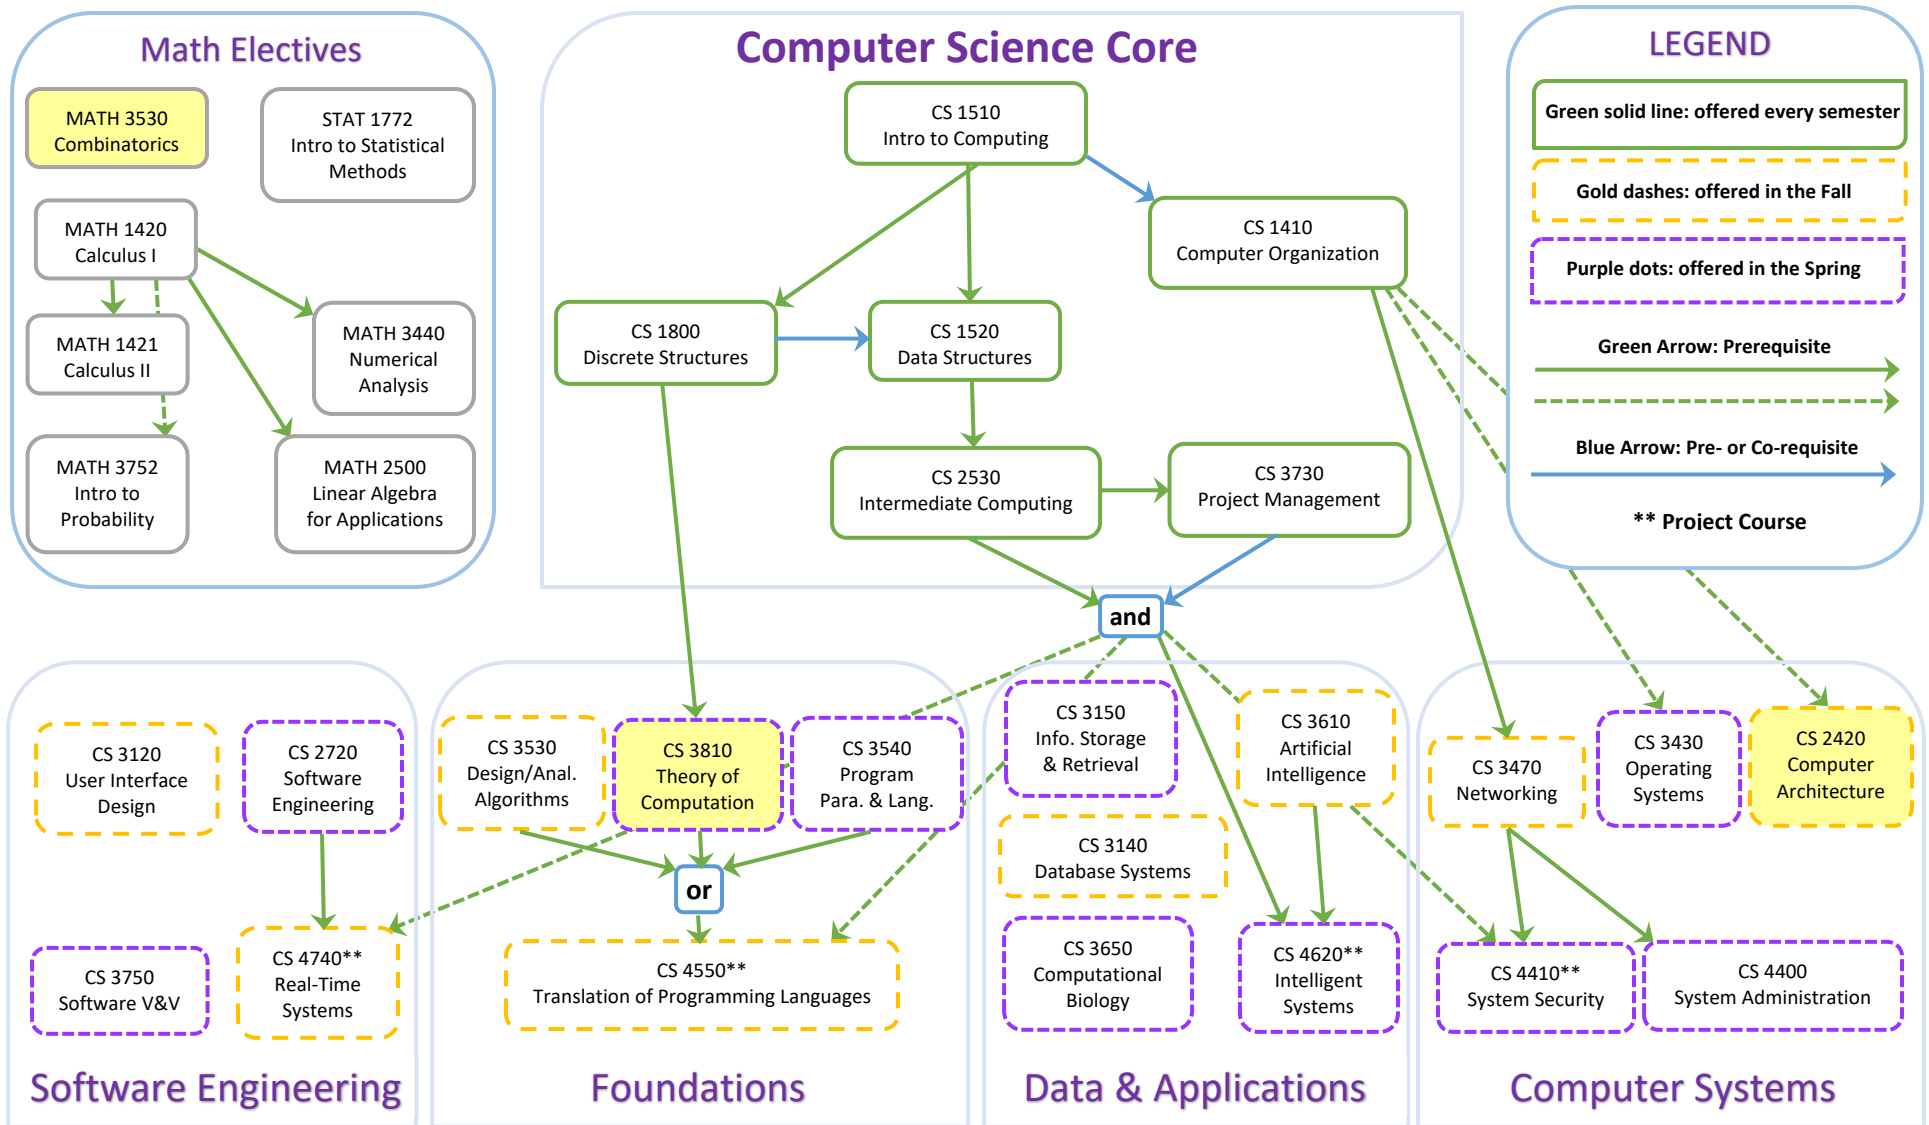 Math Electives
MATH 3530
Combinatorics
STAT 1772
Intro to Statistical
Methods
MATH 1420
Calculus I
MATH 1421
Calculus II
MATH 3440
Numerical
Analysis
MATH 3752
Intro to
Probability
MATH 2500
Linear Algebra
for Applications
Computer Science Core
CS 1510
Intro to Computing
CS 1410
Computer Organization
CS 1800
Discrete Structures
CS 1520
Data Structures
CS 2530
Intermediate Computing
CS 3730
Project Management
and
LEGEND
Green solid line: offered every semester
Gold dashes: offered in the Fall
Purple dots: offered in the Spring
Green Arrow: Prerequisite
Blue Arrow: Pre- or Co-requisite
** Project Course
CS 3120
User Interface
Design
CS 2720
Software
Engineering
CS 3750
Software V&V
CS 4740**
Real-Time
Systems
Software Engineering
CS 3530
Design/Anal.
Algorithms
CS 3810
Theory of
Computation
CS 3540
Program
Para. & Lang.
or
CS 4550**
Translation of Programming Languages
Foundations
CS 3150
Info. Storage
& Retrieval
CS 3610
Artificial
Intelligence
CS 3140
Database Systems
CS 3650
Computational
Biology
CS 4620**
Intelligent
Systems
Data & Applications
CS 3470
Networking
CS 3430
Operating
Systems
CS 2420
Computer
Architecture
CS 4410**
System Security
CS 4400
System Administration
Computer Systems